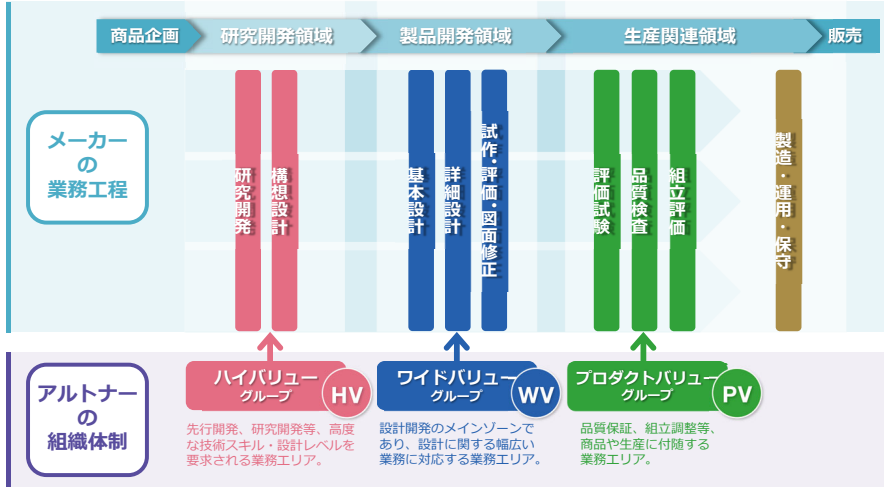 商品企画
研究開発領域
製品開発領域
生産関連領域
販売
メーカー
の
業務工程
研究開発
構想設計
基本設計
詳細設計
試作・評価・図面修正
評価試験
品質検査
組立評価
製造・運用・保守
アルトナー
の
組織体制
ハイバリュー
グループ
HV
先行開発、研究開発等、高度
な技術スキル・設計レベルを
要求される業務エリア。
ワイドバリュー
グループ
WV
設計開発のメインゾーンで
あり、設計に関する幅広い
業務に対応する業務エリア。
プロダクトバリュー
グループ
PV
品質保証、組立調整等、
商品や生産に付随する
業務エリア。